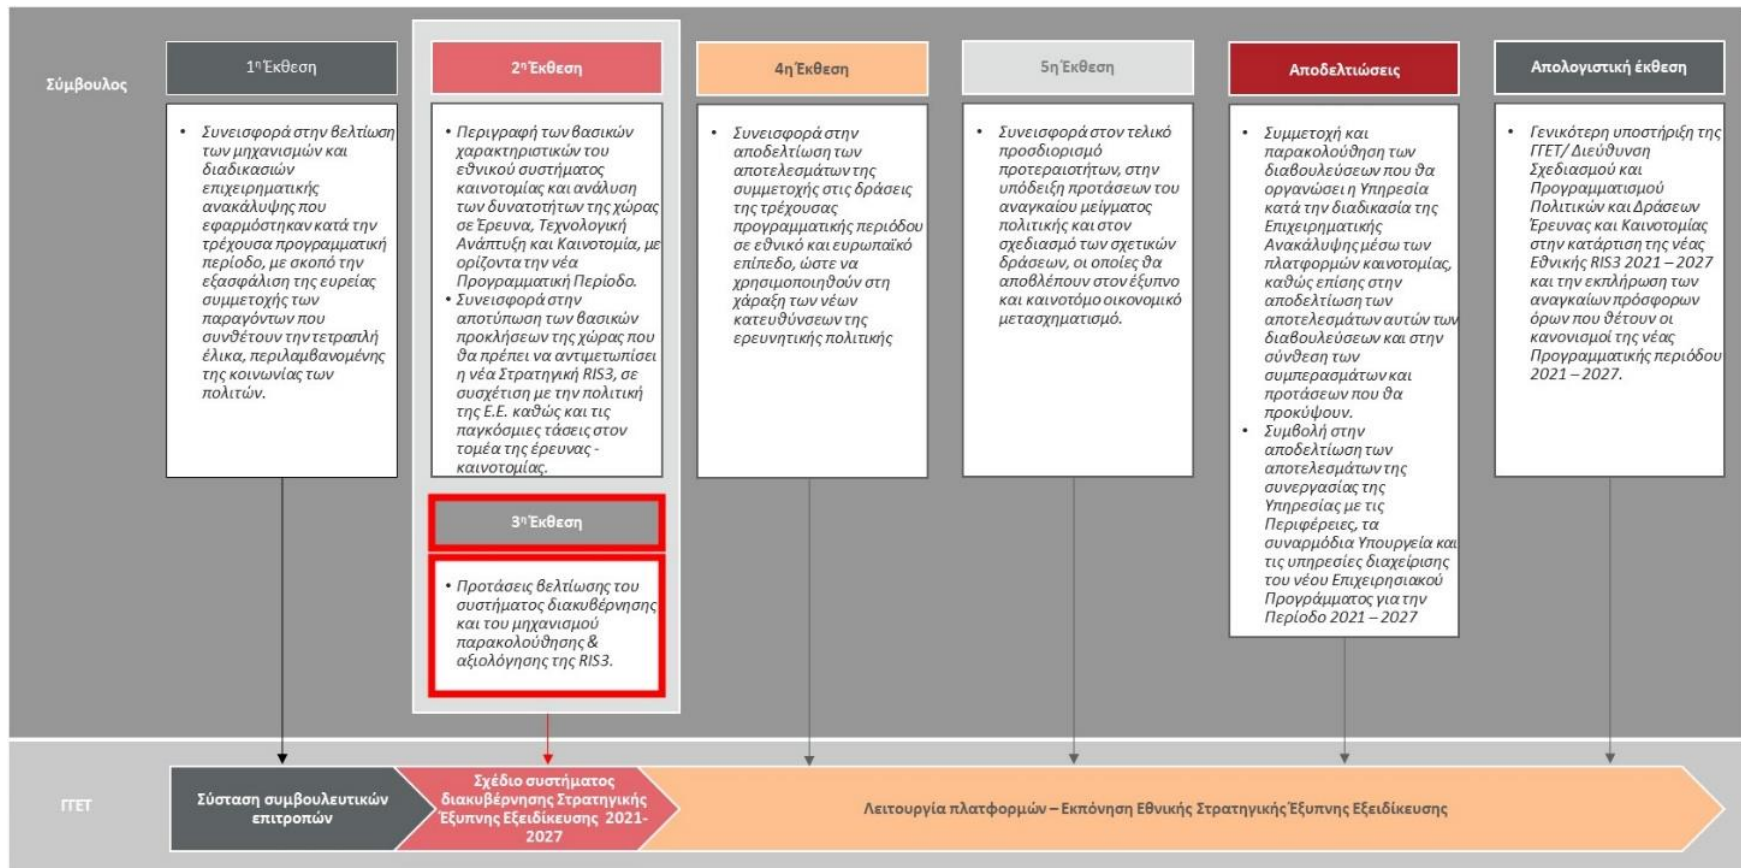 Σύμβουλος
1η Έκθεση
• Συνεισφορά στην βελτίωση
των μηχανισμών και
διαδικασιών
επιχειρηματικής
ανακάλυψης που
εφαρμόστηκαν κατά την
τρέχουσα προγραμματική
περίοδο, με σκοπό την
εξασφάλιση της ευρείας
συμμετοχής των
παραγόντων που
συνθέτουν την τετραπλή
έλικα, περιλαμβανομένης
της κοινωνίας των
πολιτών.
2η Έκθεση
• Περιγραφή των βασικών
χαρακτηριστικών του
εθνικού συστήματος
καινοτομίας και ανάλυση
των δυνατοτήτων της χώρας
σε Έρευνα, Τεχνολογική
Ανάπτυξη και Καινοτομία, με
ορίζοντα την νέα
Προγραμματική Περίοδο.
• Συνεισφορά στην
αποτύπωση των βασικών
προκλήσεων της χώρας που
θα πρέπει να αντιμετωπίσει
η νέα Στρατηγική RIS3, σε
συσχέτιση με την πολιτική
της Ε.Ε. καθώς και τις
παγκόσμιες τάσεις στον
τομέα της έρευνας -
καινοτομίας.
3η Έκθεση
• Προτάσεις βελτίωσης του
συστήματος διακυβέρνησης
και του μηχανισμού
παρακολούθησης &
αξιολόγησης της RIS3.
4η Έκθεση
• Συνεισφορά στην
αποδελτίωση των
αποτελεσμάτων της
συμμετοχής στις δράσεις
της τρέχουσας
προγραμματικής περιόδου
σε εθνικό και ευρωπαϊκό
επίπεδο, ώστε να
χρησιμοποιηθούν στη
χάραξη των νέων
κατευθύνσεων της
ερευνητικής πολιτικής
5η Έκθεση
• Συνεισφορά στον τελικό
προσδιορισμό
προτεραιοτήτων, στην
υπόδειξη προτάσεων του
αναγκαίου μείγματος
πολιτικής και στον
σχεδιασμό των σχετικών
δράσεων, οι οποίες θα
αποβλέπουν στον έξυπνο
και καινοτόμο οικονομικό
μετασχηματισμό.
Αποδελτιώσεις
• Συμμετοχή και
παρακολούθηση των
διαβουλεύσεων που θα
οργανώσει η Υπηρεσία
κατά την διαδικασία της
Επιχειρηματικής
Ανακάλυψης μέσω των
πλατφορμών καινοτομίας,
καθώς επίσης στην
αποδελτίωση των
αποτελεσμάτων αυτών των
διαβουλεύσεων και στην
σύνθεση των
συμπερασμάτων και
προτάσεων που θα
προκύψουν.
• Συμβολή στην
αποδελτίωση των
αποτελεσμάτων της
συνεργασίας της
Υπηρεσίας με τις
Περιφέρειες, τα
συναρμόδια Υπουργεία και
τις υπηρεσίες διαχείρισης
του νέου Επιχειρησιακού
Προγράμματος για την
Περίοδο 2021 – 2027
Απολογιστική έκθεση
• Γενικότερη υποστήριξη της
ΓΓΕΤ/ Διεύθυνση
Σχεδιασμού και
Προγραμματισμού
Πολιτικών και Δράσεων
Έρευνας και Καινοτομίας
στην κατάρτιση της νέας
Εθνικής RIS3 2021 – 2027
και την εκπλήρωση των
αναγκαίων πρόσφορων
όρων που θέτουν οι
κανονισμοί της νέας
Προγραμματικής περιόδου
2021 – 2027.
ΓΓΕΤ
Σύσταση συμβουλευτικών
επιτροπών
Σχέδιο συστήματος
διακυβέρνησης Στρατηγικής
Έξυπνης Εξειδίκευσης 2021-
2027
Λειτουργία πλατφορμών – Εκπόνηση Εθνικής Στρατηγικής Έξυπνης Εξειδίκευσης